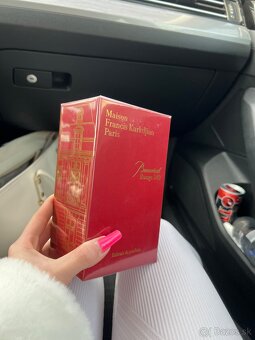 Maison
Francis Kurkdjian
Paris
Baccarat
Rouge 540
Extrait de parfum